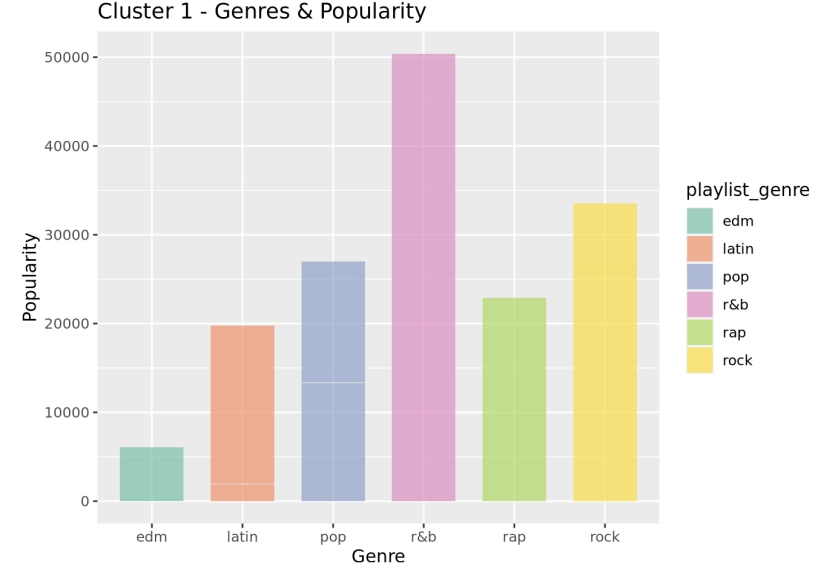 Cluster 1 - Genres & Popularity
50000
40000
30000
20000
10000
0
Popularity
edm
latin
pop
r&b
rap
rock
Genre
playlist_genre
edm
latin
pop
r&b
rap
rock